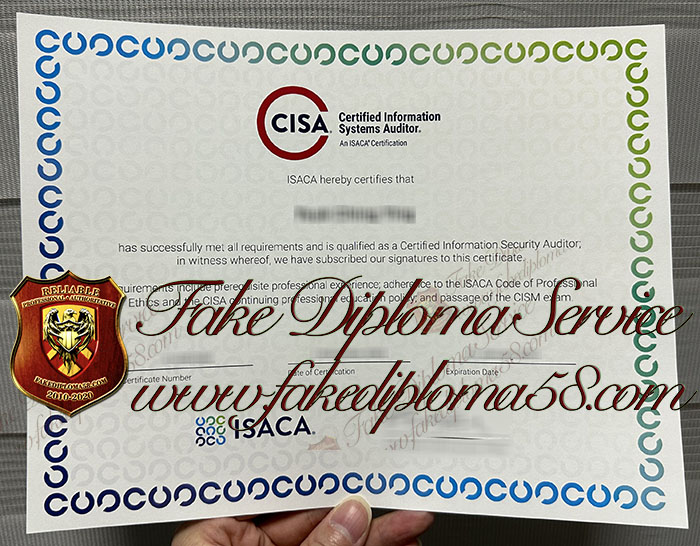 CISA®
Certified Information
Systems Auditor®
An ISACA® Certification
ISACA hereby certifies that
has successfully met all requirements and is qualified as a Certified Information Security Auditor;
in witness whereof, we have subscribed our signatures to this certificate.
include prerequisite professional experience; adherence to the ISACA Code of Professional
Ethics and the CISA continuing professional education policy; and passage of the CISM exam.
RELIABLE
PROFESSIONAL AUTHORITATIVE
FAKEDIPLOMA58.COM
2010-2020
Fake Diploma Service
www.fakediploma58.com
Certificate Number
Date of Certification
Expiration Date
ISACA®